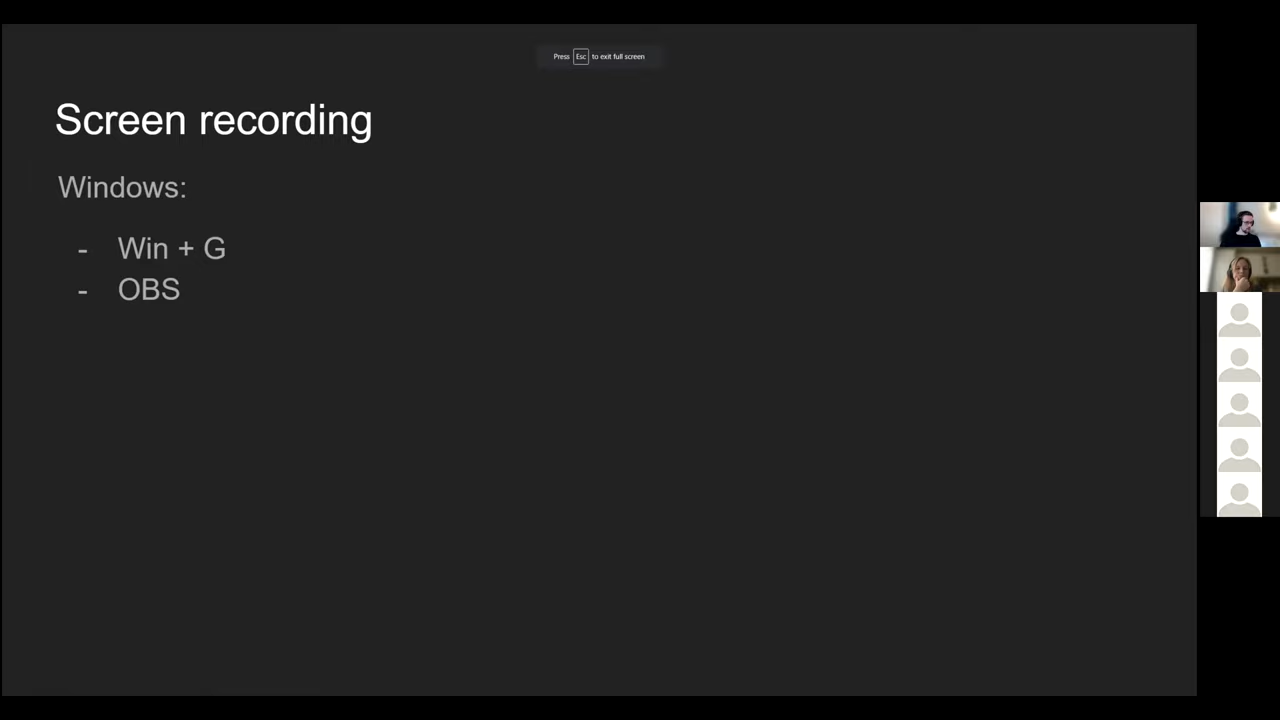 Press Esc to exit full screen
Screen recording
Windows:
- Win + G
- OBS